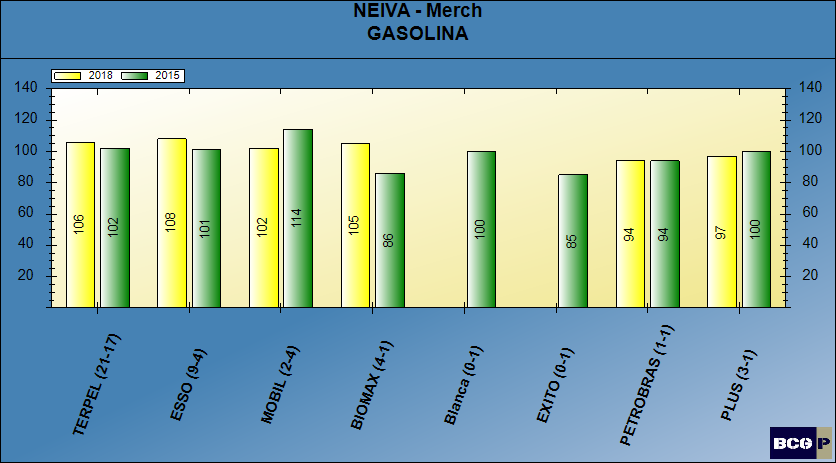 NEIVA - Merch
GASOLINA
2018 2015
140 140
120 120
100 100
80 80
60 60
40 40
20 20
106 102 108 101 102 114 105 86 100 85 94 94 97 100
TERPEL (21-17)
ESSO (9-4)
MOBIL (2-4)
BIOMAX (4-1)
Blanca (0-1)
EXITO (0-1)
PETROBRAS (1-1)
PLUS (3-1)
BCO P